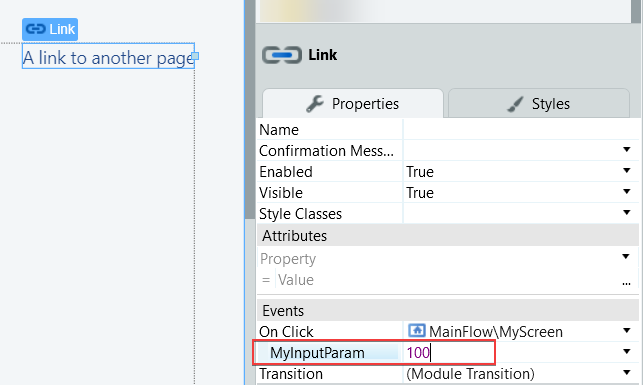 Link
A link to another page
Link
Properties
Styles
Name
Confirmation Mess...
Enabled True
Visible True
Style Classes
Attributes
Property
= Value ...
Events
On Click MainFlow\MyScreen
MyInputParam 100
Transition (Module Transition)